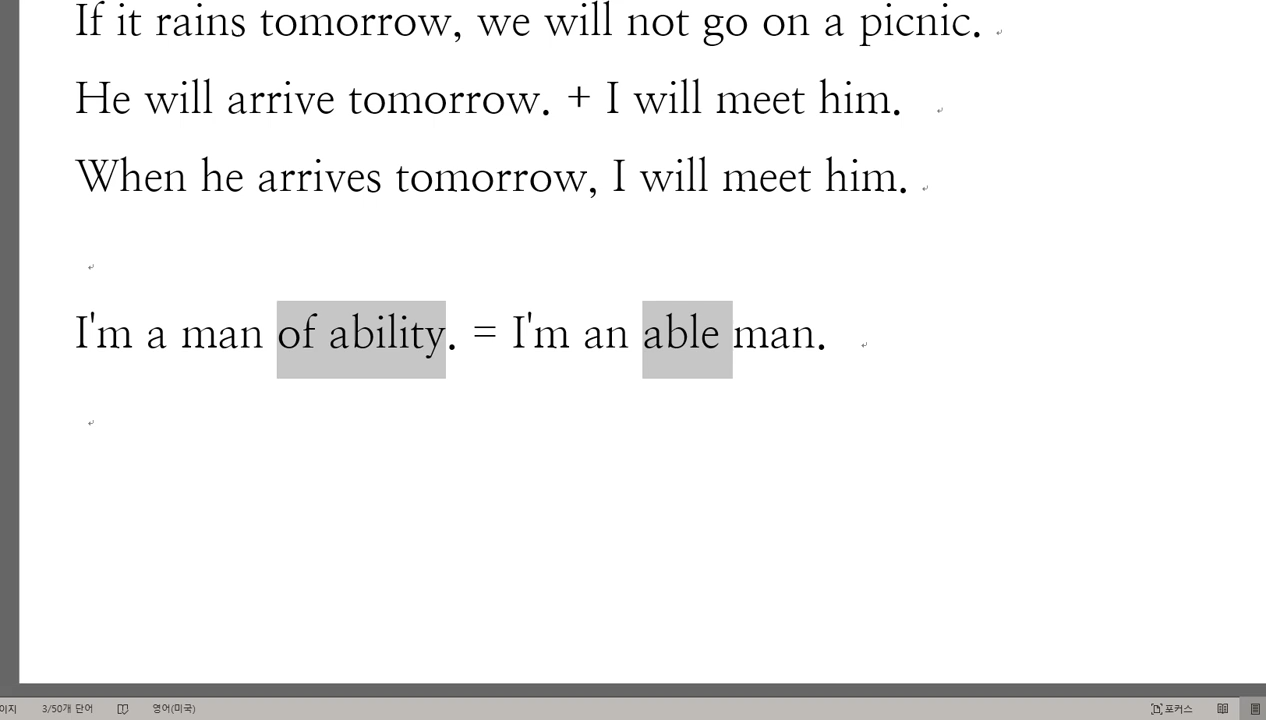 If it rains tomorrow, we will not go on a picnic.
He will arrive tomorrow. + I will meet him.
When he arrives tomorrow, I will meet him.
I'm a man of ability. = I'm an able man.
이지 3/50개 단어 영어(미국) 포커스